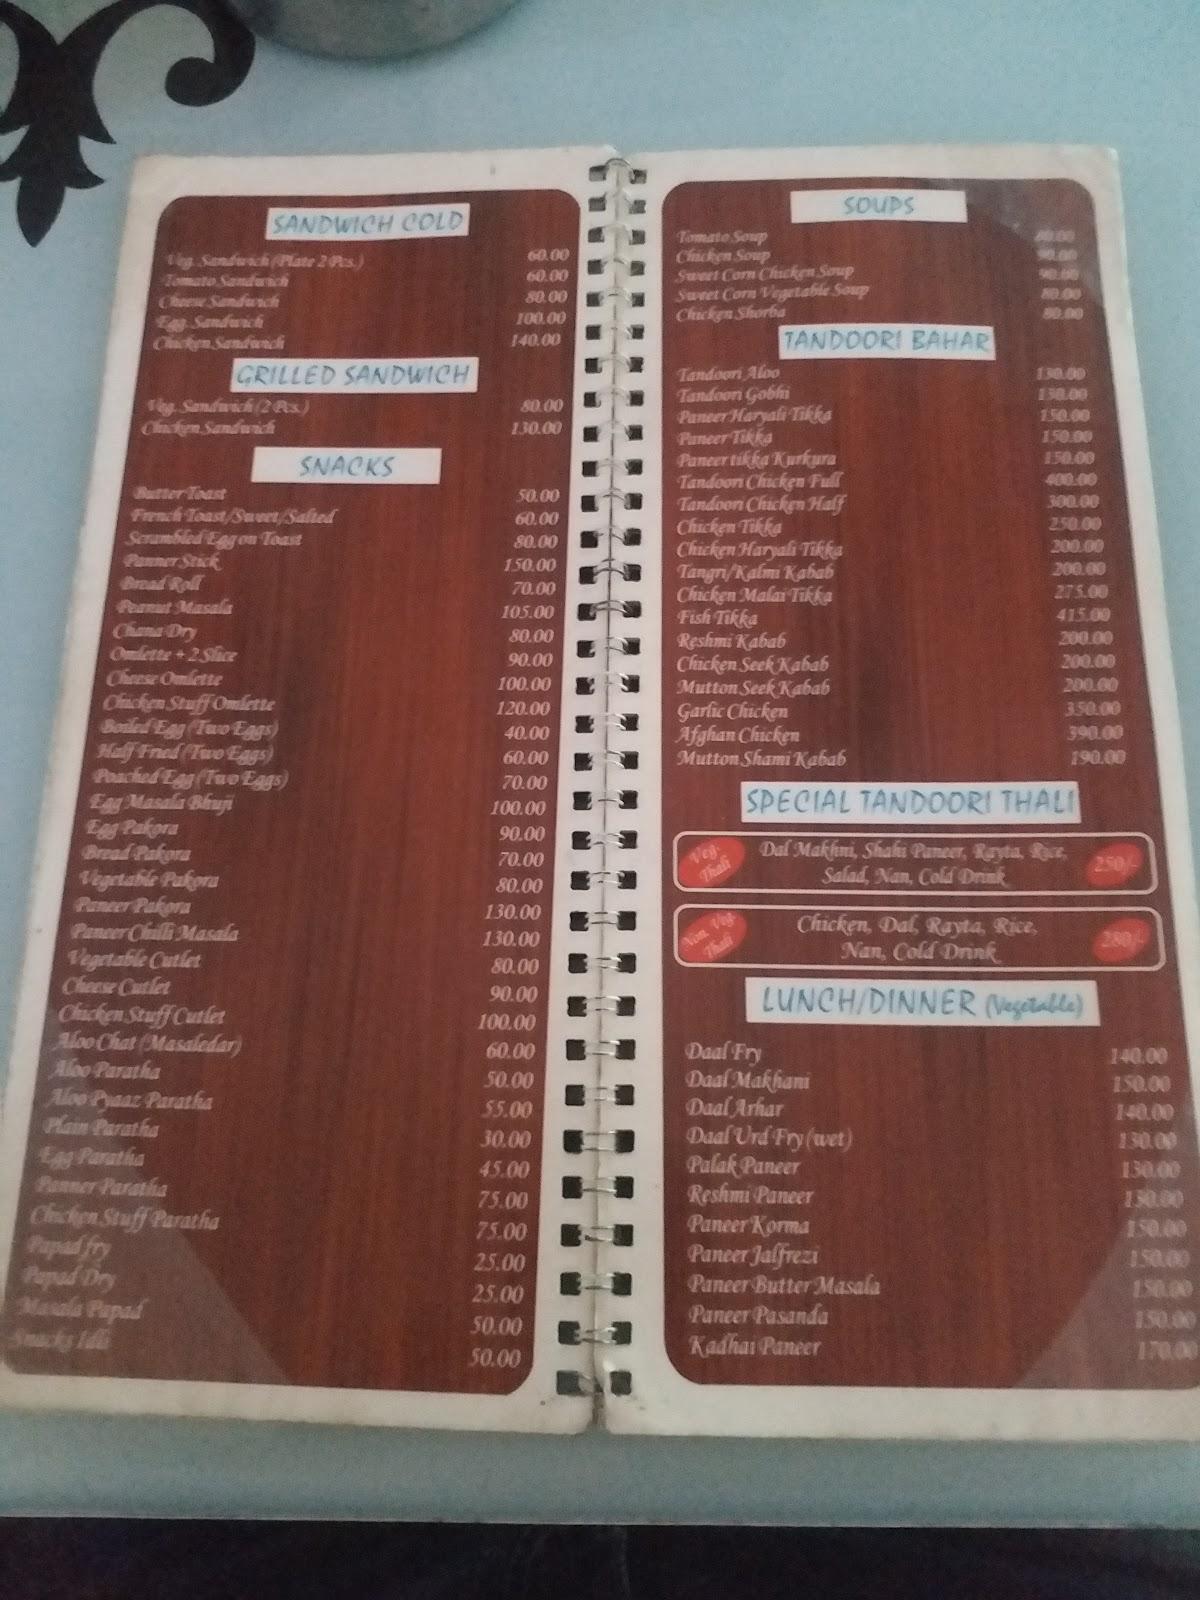 SANDWICH COLD
Veg. Sandwich (Plate 2 Pcs.) 60.00
Tomato Sandwich 60.00
Cheese Sandwich 80.00
Egg. Sandwich 100.00
Chicken Sandwich 140.00
GRILLED SANDWICH
Veg. Sandwich (2 Pcs.) 80.00
Chicken Sandwich 130.00
SNACKS
Butter Toast 50.00
French Toast/Sweet/Salted 60.00
Scrambled Egg on Toast 80.00
Panner Stick 150.00
Bread Roll 70.00
Peanut Masala 105.00
Chana Dry 80.00
Omlette + 2 Slice 90.00
Cheese Omlette 100.00
Chicken Stuff Omlette 120.00
Boiled Egg (Two Eggs) 40.00
Half Fried (Two Eggs) 60.00
Poached Egg (Two Eggs) 70.00
Egg Masala Bhuji 100.00
Egg Pakora 90.00
Bread Pakora 70.00
Vegetable Pakora 80.00
Paneer Pakora 130.00
Paneer Chilli Masala 130.00
Vegetable Cutlet 80.00
Cheese Cutlet 90.00
Chicken Stuff Cutlet 100.00
Aloo Chat (Masaledar) 60.00
Aloo Paratha 50.00
Aloo Pyaaz Paratha 55.00
Plain Paratha 30.00
Egg Paratha 45.00
Panner Paratha 75.00
Chicken Stuff Paratha 75.00
Papad fry 25.00
Papad Dry 25.00
Masala Papad 50.00
Snacks Idli 50.00
SOUPS
Tomato Soup 80.00
Chicken Soup 90.00
Sweet Corn Chicken Soup 90.00
Sweet Corn Vegetable Soup 80.00
Chicken Shorba 80.00
TANDOORI BAHAR
Tandoori Aloo 130.00
Tandoori Gobhi 130.00
Paneer Haryali Tikka 150.00
Paneer Tikka 150.00
Paneer tikka Kurkura 150.00
Tandoori Chicken Full 400.00
Tandoori Chicken Half 300.00
Chicken Tikka 250.00
Chicken Haryali Tikka 200.00
Tangri/Kalmi Kabab 200.00
Chicken Malai Tikka 275.00
Fish Tikka 415.00
Reshmi Kabab 200.00
Chicken Seek Kabab 200.00
Mutton Seek Kabab 200.00
Garlic Chicken 350.00
Afghan Chicken 390.00
Mutton Shami Kabab 190.00
SPECIAL TANDOORI THALI
Veg. Thali Dal Makhni, Shahi Paneer, Rayta, Rice, 250/-
Salad, Nan, Cold Drink
Non. Veg. Thali Chicken, Dal, Rayta, Rice, 280/-
Nan, Cold Drink
LUNCH/DINNER (Vegetable)
Daal Fry 140.00
Daal Makhani 150.00
Daal Arhar 140.00
Daal Urd Fry (wet) 130.00
Palak Paneer 130.00
Reshmi Paneer 130.00
Paneer Korma 150.00
Paneer Jalfrezi 150.00
Paneer Butter Masala 150.00
Paneer Pasanda 150.00
Kadhai Paneer 170.00